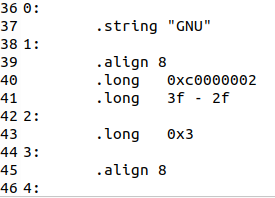 36 0:
37 .string "GNU"
38 1:
39 .align 8
40 .long 0xc0000002
41 .long 3f - 2f
42 2:
43 .long 0x3
44 3:
45 .align 8
46 4: